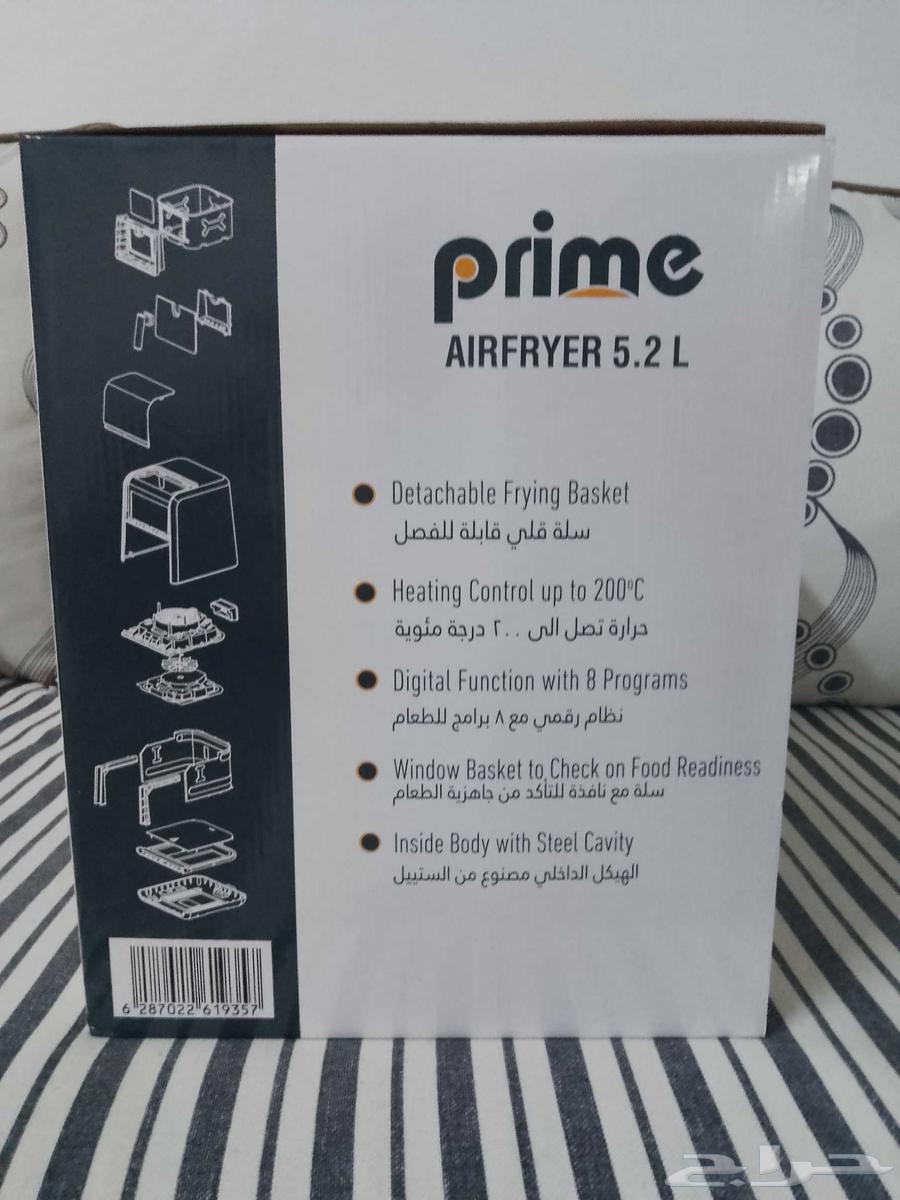 prime
AIRFRYER 5.2 L
Detachable Frying Basket
سلة قلي قابلة للفصل
Heating Control up to 200ºC
حرارة تصل الى ٢٠٠ درجة مئوية
Digital Function with 8 Programs
نظام رقمي مع ٨ برامج للطعام
Window Basket to Check on Food Readiness
سلة مع نافذة للتأكد من جاهزية الطعام
Inside Body with Steel Cavity
الهيكل الداخلي مصنوع من الستييل
6 287022 619357
حراج